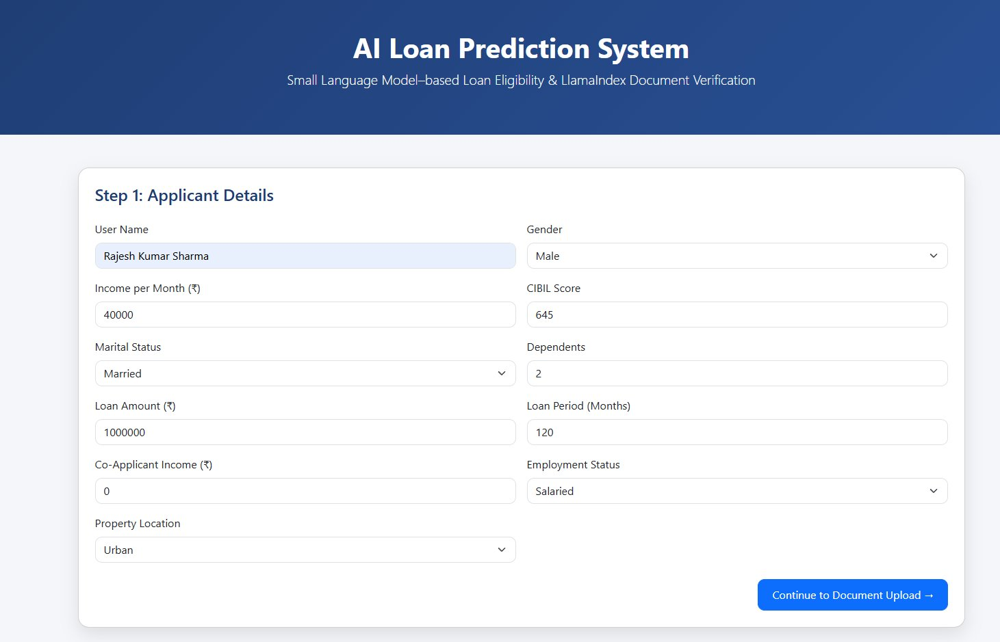 AI Loan Prediction System
Small Language Model–based Loan Eligibility & LlamaIndex Document Verification
Step 1: Applicant Details
User Name
Rajesh Kumar Sharma
Gender
Male
Income per Month (₹)
40000
CIBIL Score
645
Marital Status
Married
Dependents
2
Loan Amount (₹)
1000000
Loan Period (Months)
120
Co-Applicant Income (₹)
0
Employment Status
Salaried
Property Location
Urban
Continue to Document Upload →